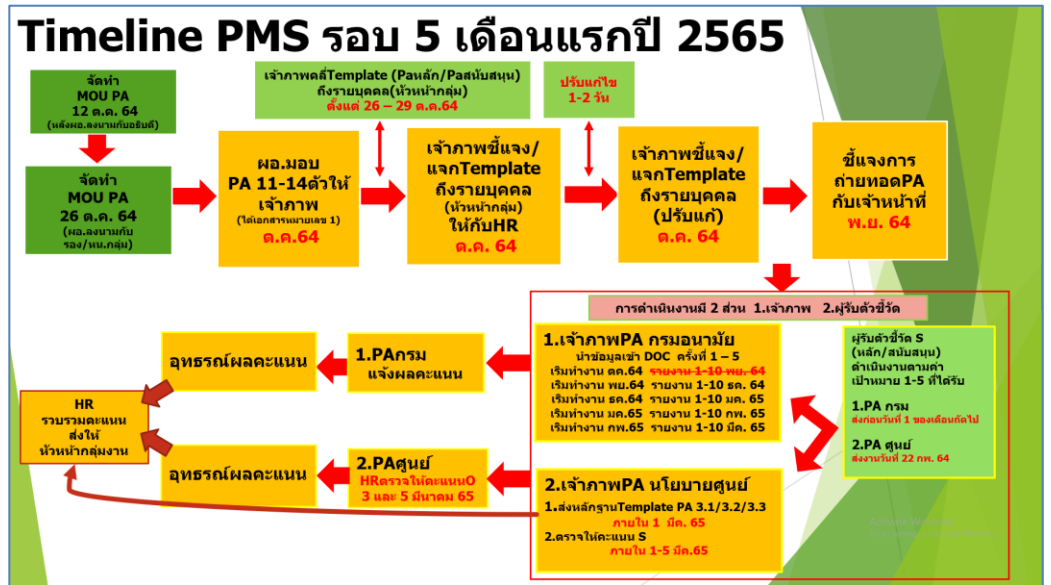 Timeline PMS รอบ 5 เดือนแรกปี 2565
จัดทำ
MOU PA
12 ต.ค. 64
(หลังผอ.ลงนามกับอธิบดี)
จัดทำ
MOU PA
26 ต.ค. 64
(ผอ.ลงนามกับ
รอง/หน.กลุ่ม)
ผอ.มอบ
PA 11-14ตัวให้
เจ้าภาพ
(ได้เอกสารหมายเลข 1)
ต.ค.64
เจ้าภาพคลี่Template (Paหลัก/Paสนับสนุน)
ถึงรายบุคคล(หัวหน้ากลุ่ม)
ตั้งแต่ 26 – 29 ต.ค.64
เจ้าภาพชี้แจง/
แจกTemplate
ถึงรายบุคคล
(หัวหน้ากลุ่ม)
ให้กับHR
ต.ค. 64
ปรับแก้ไข
1-2 วัน
เจ้าภาพชี้แจง/
แจกTemplate
ถึงรายบุคคล
(ปรับแก้)
ต.ค. 64
ชี้แจงการ
ถ่ายทอดPA
กับเจ้าหน้าที่
พ.ย. 64
การดำเนินงานมี 2 ส่วน 1.เจ้าภาพ 2.ผู้รับตัวชี้วัด
ผู้รับตัวชี้วัด S
(หลัก/สนับสนุน)
ดำเนินงานตามค่า
เป้าหมาย 1-5 ที่ได้รับ
1.PA กรม
ส่งก่อนวันที่ 1 ของเดือนถัดไป
2.PA ศูนย์
ส่งงานวันที่ 22 กพ. 64
1.เจ้าภาพPA กรมอนามัย
นำข้อมูลเข้า DOC ครั้งที่ 1 – 5
เริ่มทำงาน ตค.64 รายงาน 1-10 พย. 64
เริ่มทำงาน พย.64 รายงาน 1-10 ธค. 64
เริ่มทำงาน ธค.64 รายงาน 1-10 มค. 65
เริ่มทำงาน มค.65 รายงาน 1-10 กพ. 65
เริ่มทำงาน กพ.65 รายงาน 1-10 มีค. 65
1.PAกรม
แจ้งผลคะแนน
อุทธรณ์ผลคะแนน
HR
รวบรวมคะแนน
ส่งให้
หัวหน้ากลุ่มงาน
2.เจ้าภาพPA นโยบายศูนย์
1.ส่งหลักฐานTemplate PA 3.1/3.2/3.3
ภายใน 1 มีค. 65
2.ตรวจให้คะแนน S
ภายใน 1-5 มีค.65
2.PAศูนย์
HRตรวจให้คะแนนO
3 และ 5 มีนาคม 65
อุทธรณ์ผลคะแนน